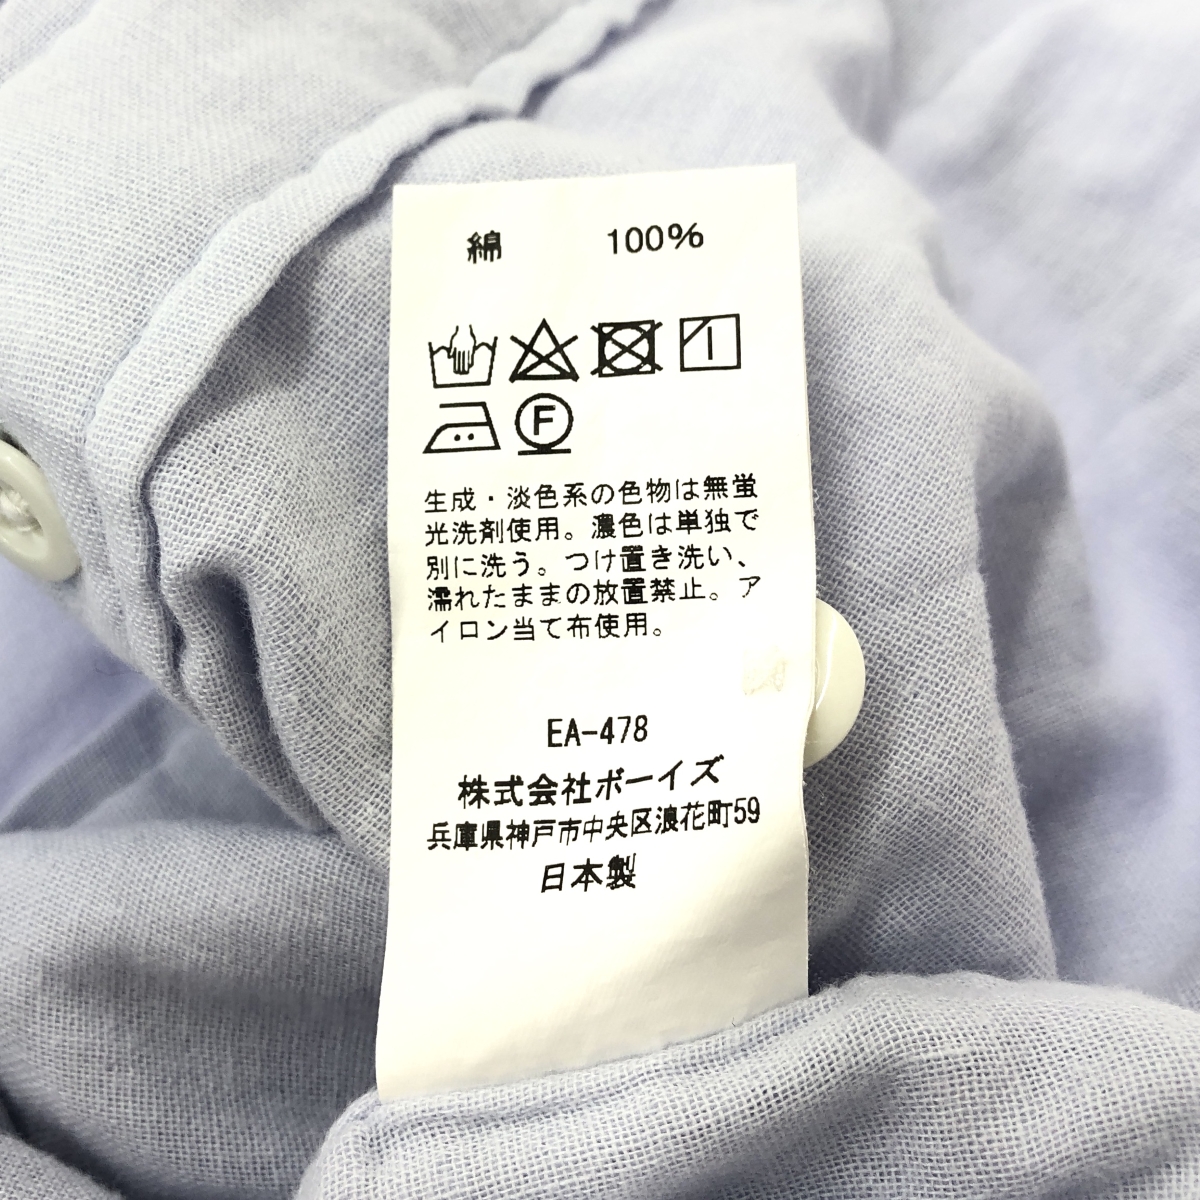 綿 100%
F
生成・淡色系の色物は無蛍
光洗剤使用。濃色は単独で
別に洗う。つけ置き洗い、
濡れたままの放置禁止。ア
イロン当て布使用。
EA-478
株式会社ボーイズ
兵庫県神戸市中央区浪花町59
日本製